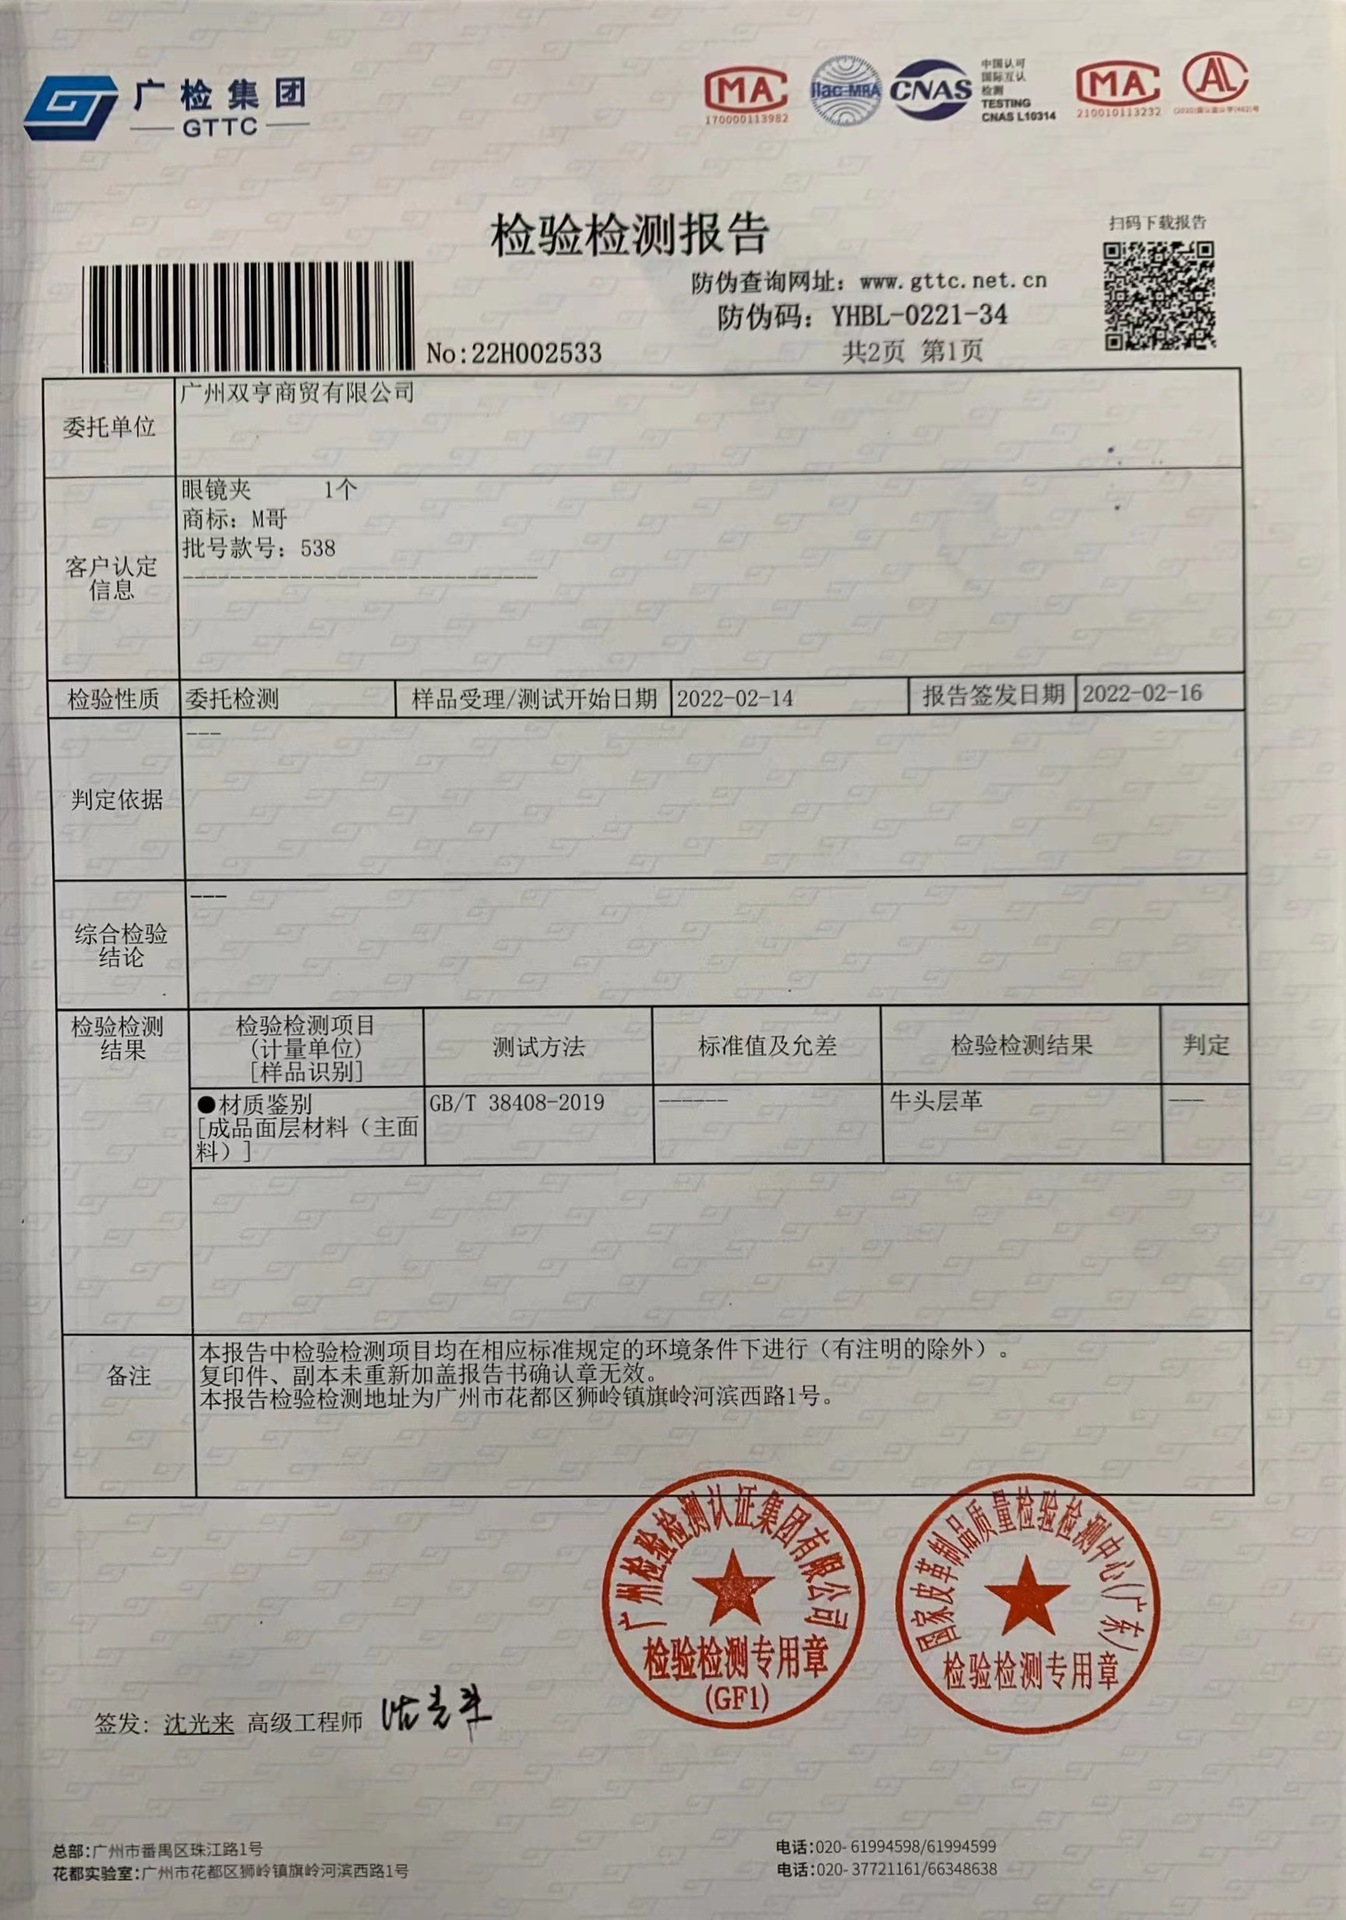 广检集团
GTTC
MA
170000113982
ilac-MRA
CNAS
中国认可
国际互认
检测
TESTING
CNAS L10314
MA
210010113232
AL
检验检测报告
扫码下载报告
防伪查询网址：www.gttc.net.cn
防伪码：YHBL-0221-34
No:22H002533
共2页 第1页
委托单位
广州双亨商贸有限公司
客户认定
信息
眼镜夹 1个
商标：M哥
批号款号：538
------------------------------
检验性质 委托检测 样品受理/测试开始日期 2022-02-14 报告签发日期 2022-02-16
判定依据
---
综合检验
结论
---
检验检测
结果
检验检测项目
(计量单位)
[样品识别]
测试方法
标准值及允差
检验检测结果
判定
●材质鉴别
[成品面层材料（主面
料）]
GB/T 38408-2019
------
牛头层革
---
备注
本报告中检验检测项目均在相应标准规定的环境条件下进行（有注明的除外）。
复印件、副本未重新加盖报告书确认章无效。
本报告检验检测地址为广州市花都区狮岭镇旗岭河滨西路1号。
广州检验检测认证集团有限公司
检验检测专用章
(GF1)
国家皮革制品质量检验检测中心(广东)
检验检测专用章
签发：沈光来 高级工程师 沈光来
总部:广州市番禺区珠江路1号
花都实验室:广州市花都区狮岭镇旗岭河滨西路1号
电话:020- 61994598/61994599
电话:020- 37721161/66348638